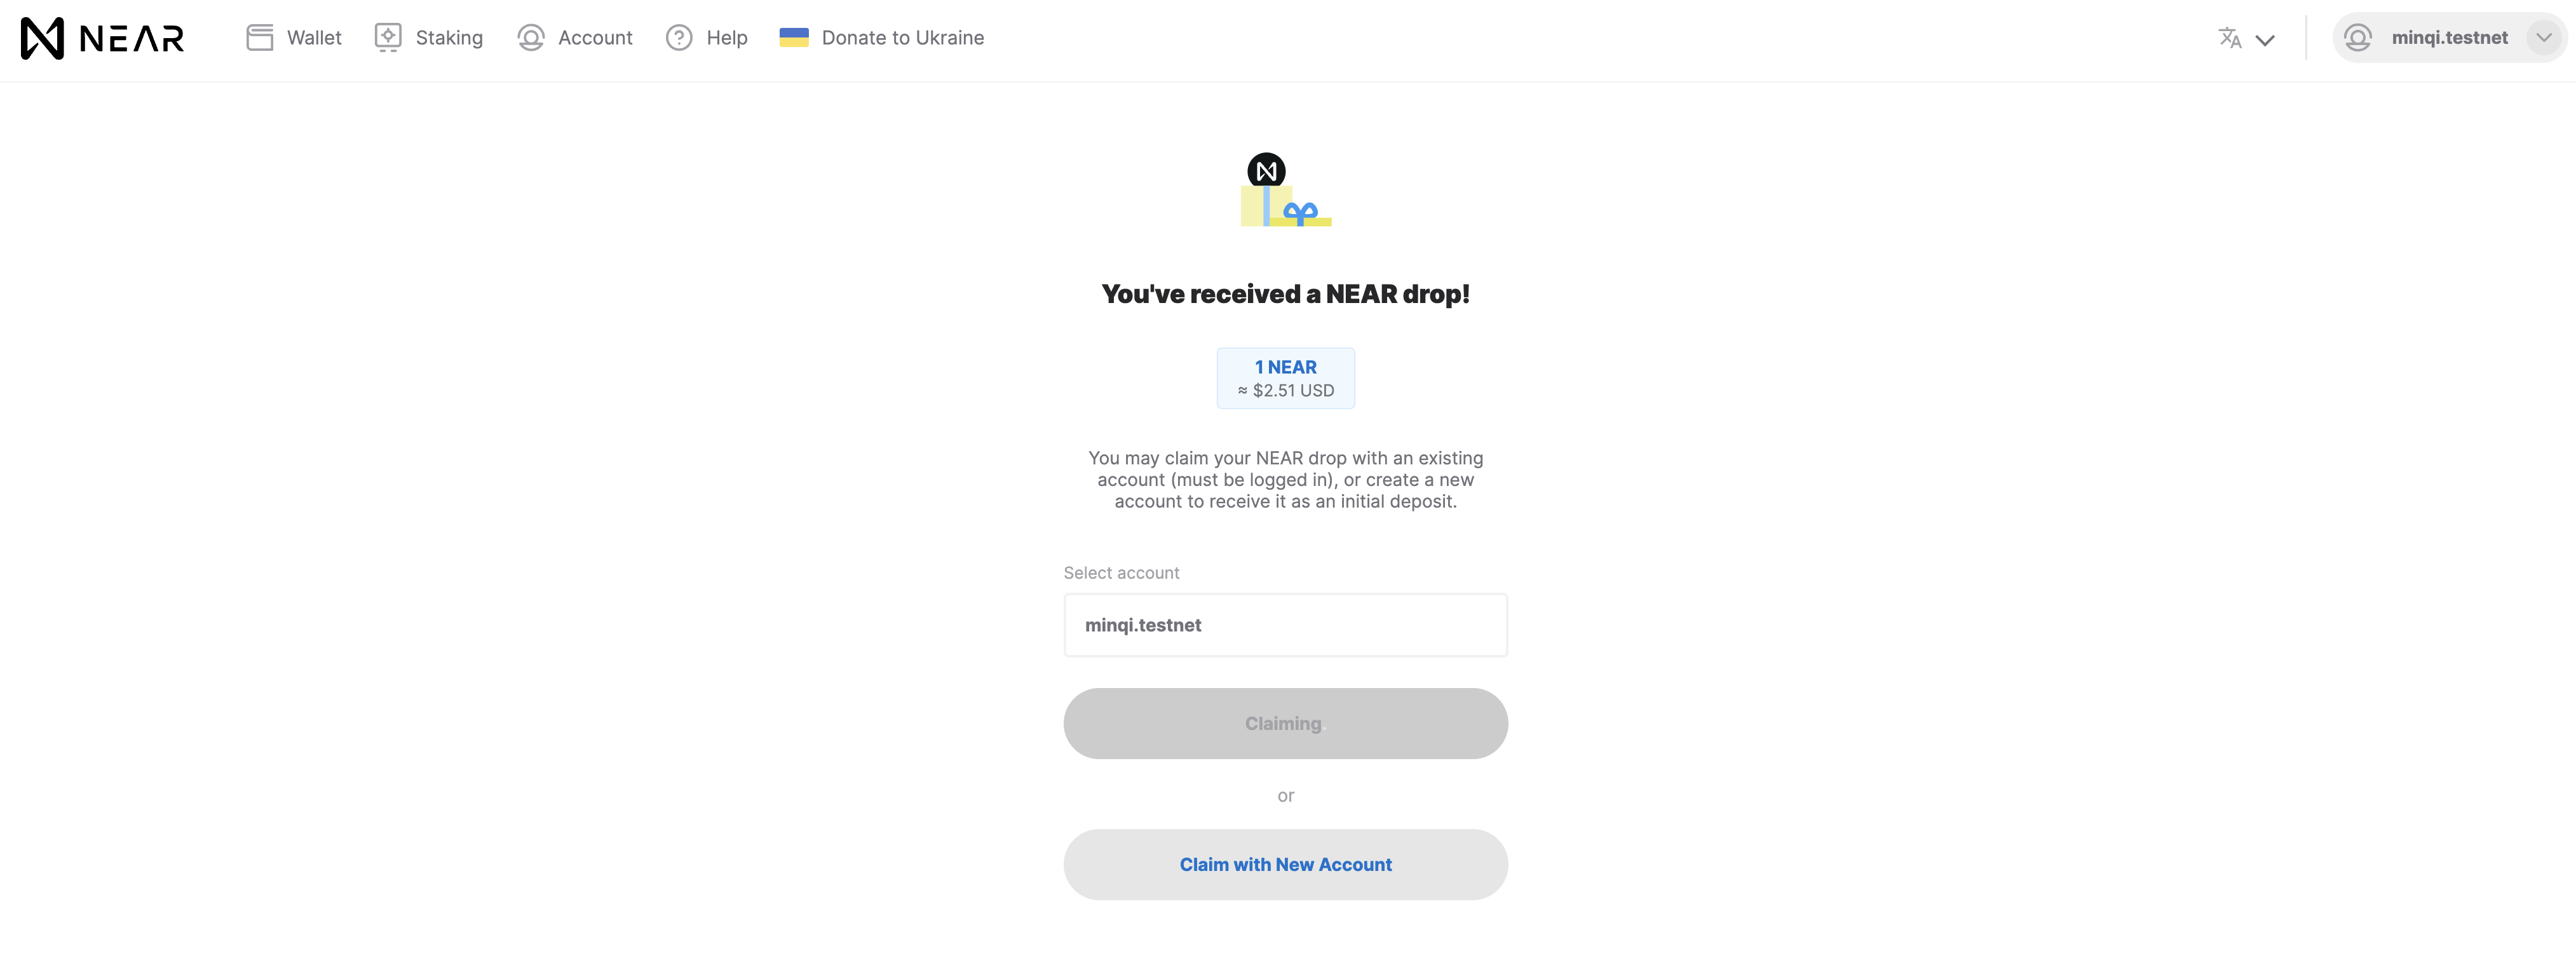 NEAR
Wallet
Staking
Account
Help
Donate to Ukraine
minqi.testnet
You've received a NEAR drop!
1 NEAR
≈ $2.51 USD
You may claim your NEAR drop with an existing
account (must be logged in), or create a new
account to receive it as an initial deposit.
Select account
minqi.testnet
Claiming.
or
Claim with New Account